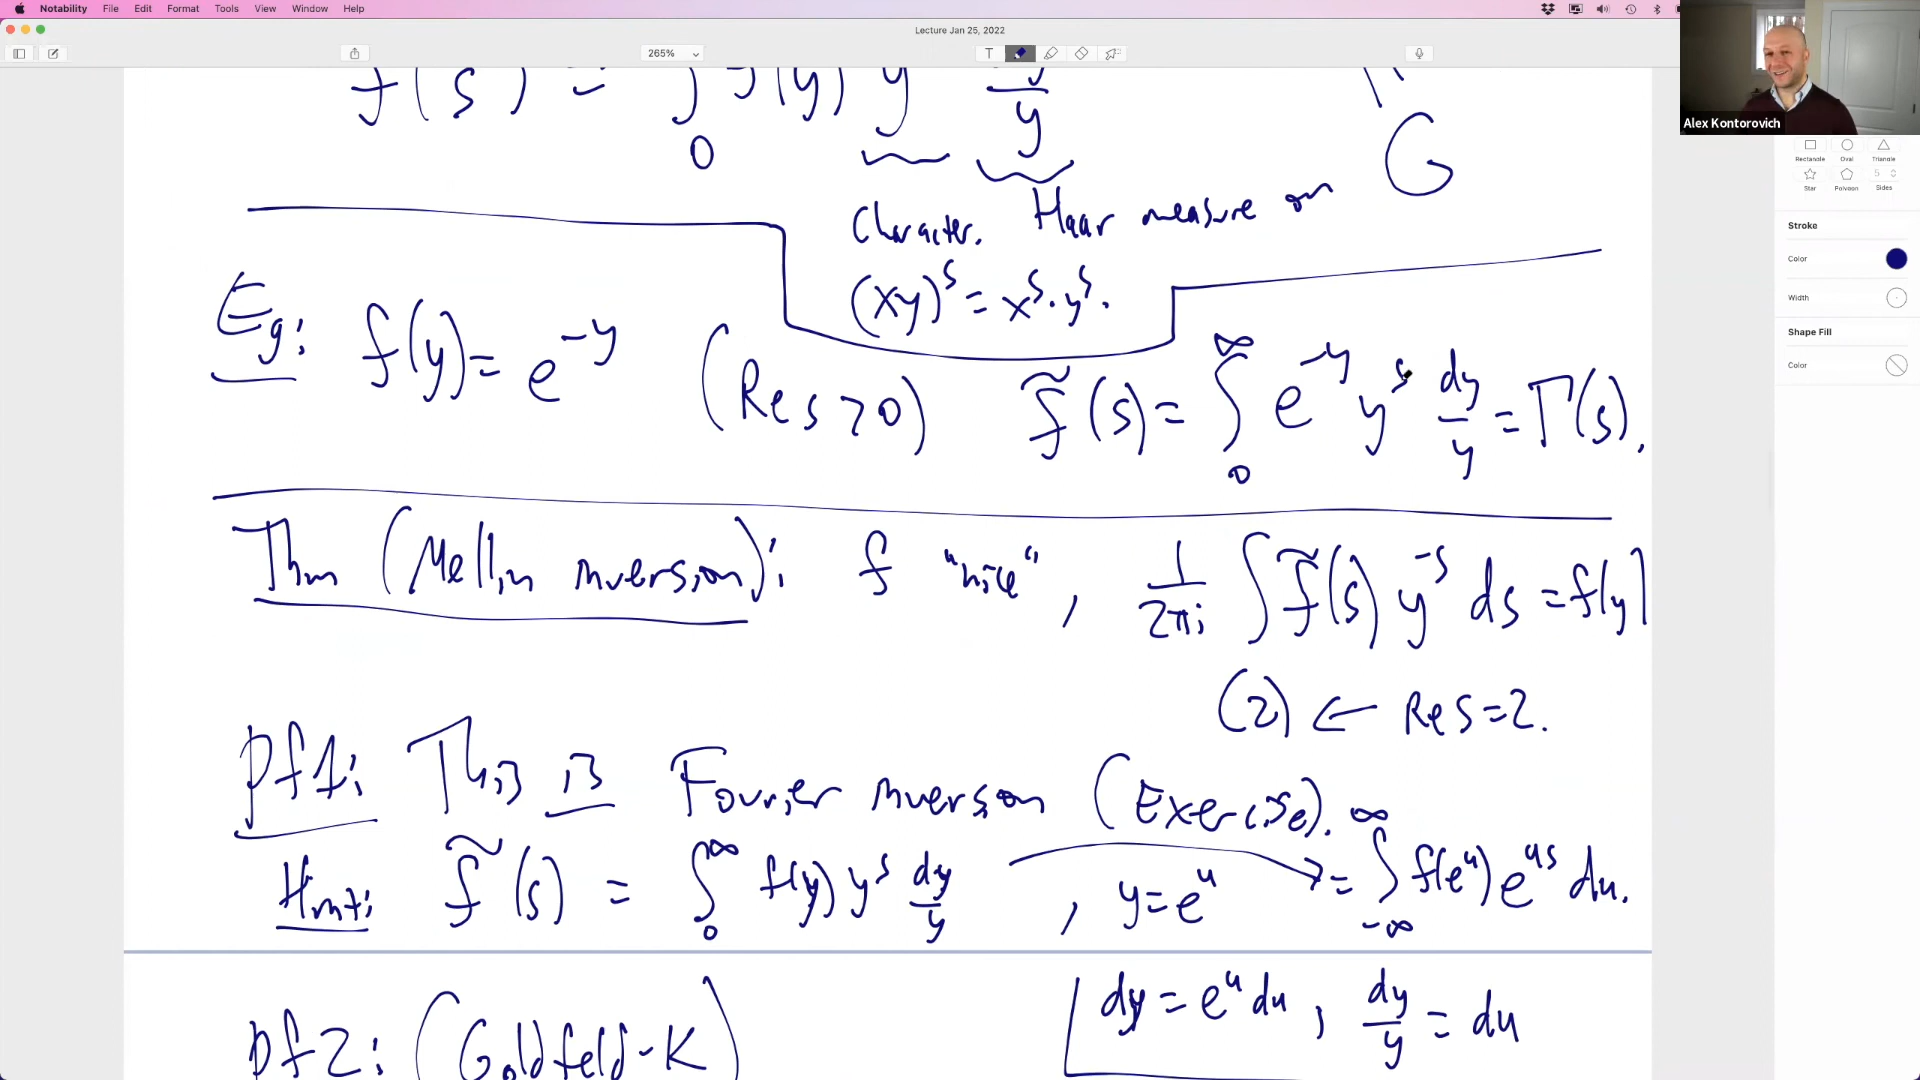 Notability File Edit Format Tools View Window Help
Lecture Jan 25, 2022
265%
T
Alex Kontorovich
Rectangle Oval Triangle
Star Polygon 5 Sides
Stroke
Color
Width
Shape Fill
Color
f̃(s) = ∫ f(y) y dy/y
0
G
Character. Haar measure on
(xy)^s = x^s · y^s.
Eg: f(y) = e^{-y} (Re s > 0) f̃(s) = ∫_0^∞ e^{-y} y^s dy/y = Γ(s).
Thm (Mellin inversion): f "nice", 1/2πi ∫ f̃(s) y^{-s} ds = f(y)
(2) ← Re s = 2.
Pf 1: This is Fourier inversion (Exercise).
Hint: f̃(s) = ∫_0^∞ f(y) y^s dy/y, y = e^u → = ∫_{-∞}^∞ f(e^u) e^{us} du.
dy = e^u du, dy/y = du
Pf 2: (Goldfeld-K)